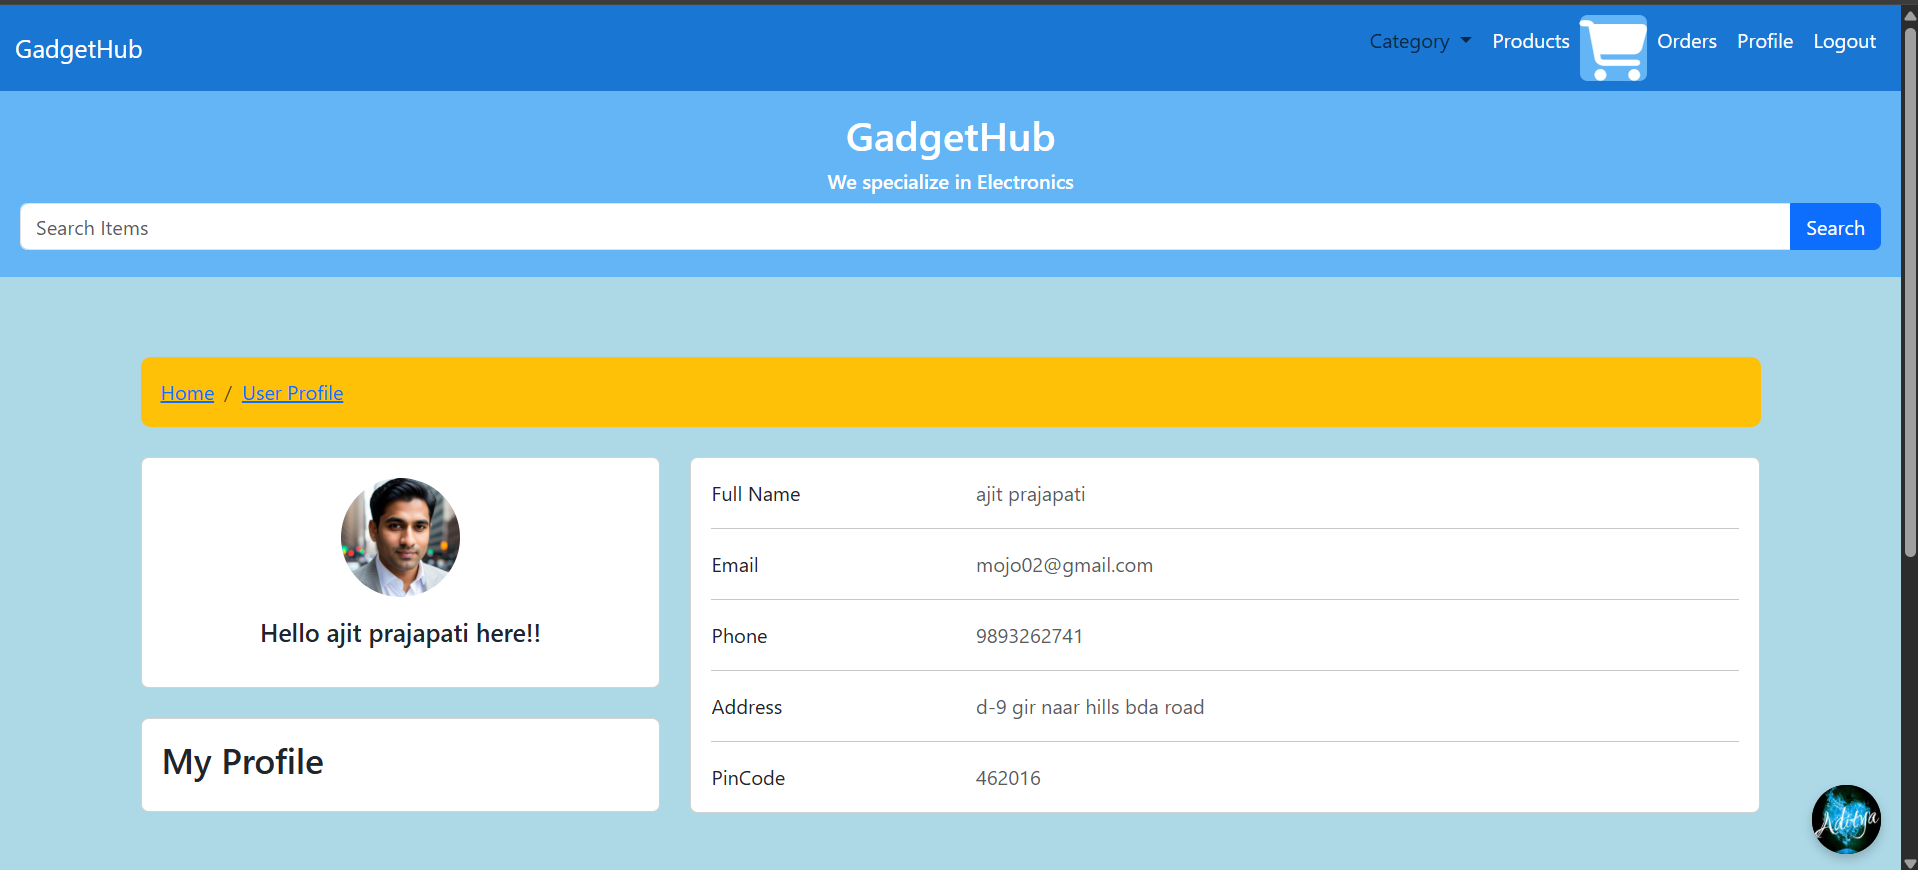 GadgetHub
Category Products Orders Profile Logout
GadgetHub
We specialize in Electronics
Search Items Search
Home / User Profile
Hello ajit prajapati here!!
My Profile
Full Name ajit prajapati
Email mojo02@gmail.com
Phone 9893262741
Address d-9 gir naar hills bda road
PinCode 462016
Aditya